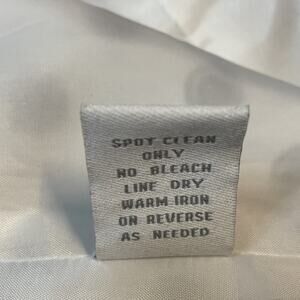 SPOT CLEAN
ONLY
NO BLEACH
LINE DRY
WARM IRON
ON REVERSE
AS NEEDED